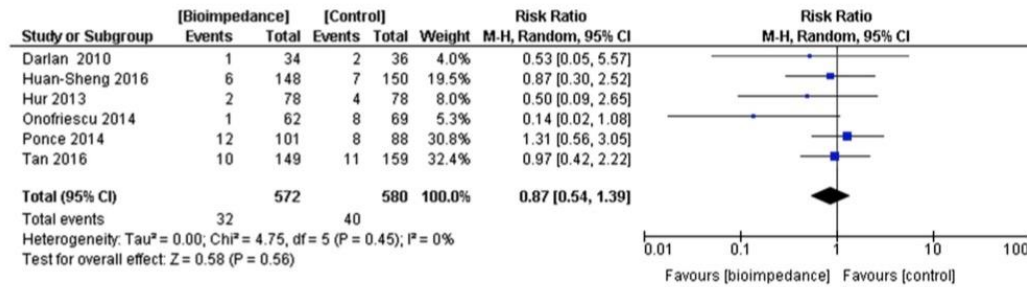 [Bioimpedance] [Control] Risk Ratio Risk Ratio
Study or Subgroup Events Total Events Total Weight M-H, Random, 95% CI M-H, Random, 95% CI
Darlan 2010 1 34 2 36 4.0% 0.53 [0.05, 5.57]
Huan-Sheng 2016 6 148 7 150 19.5% 0.87 [0.30, 2.52]
Hur 2013 2 78 4 78 8.0% 0.50 [0.09, 2.65]
Onofriescu 2014 1 62 8 69 5.3% 0.14 [0.02, 1.08]
Ponce 2014 12 101 8 88 30.8% 1.31 [0.56, 3.05]
Tan 2016 10 149 11 159 32.4% 0.97 [0.42, 2.22]
Total (95% CI) 572 580 100.0% 0.87 [0.54, 1.39]
Total events 32 40
Heterogeneity: Tau² = 0.00; Chi² = 4.75, df = 5 (P = 0.45); I² = 0%
Test for overall effect: Z = 0.58 (P = 0.56)
0.01 0.1 1 10 100
Favours [bioimpedance] Favours [control]